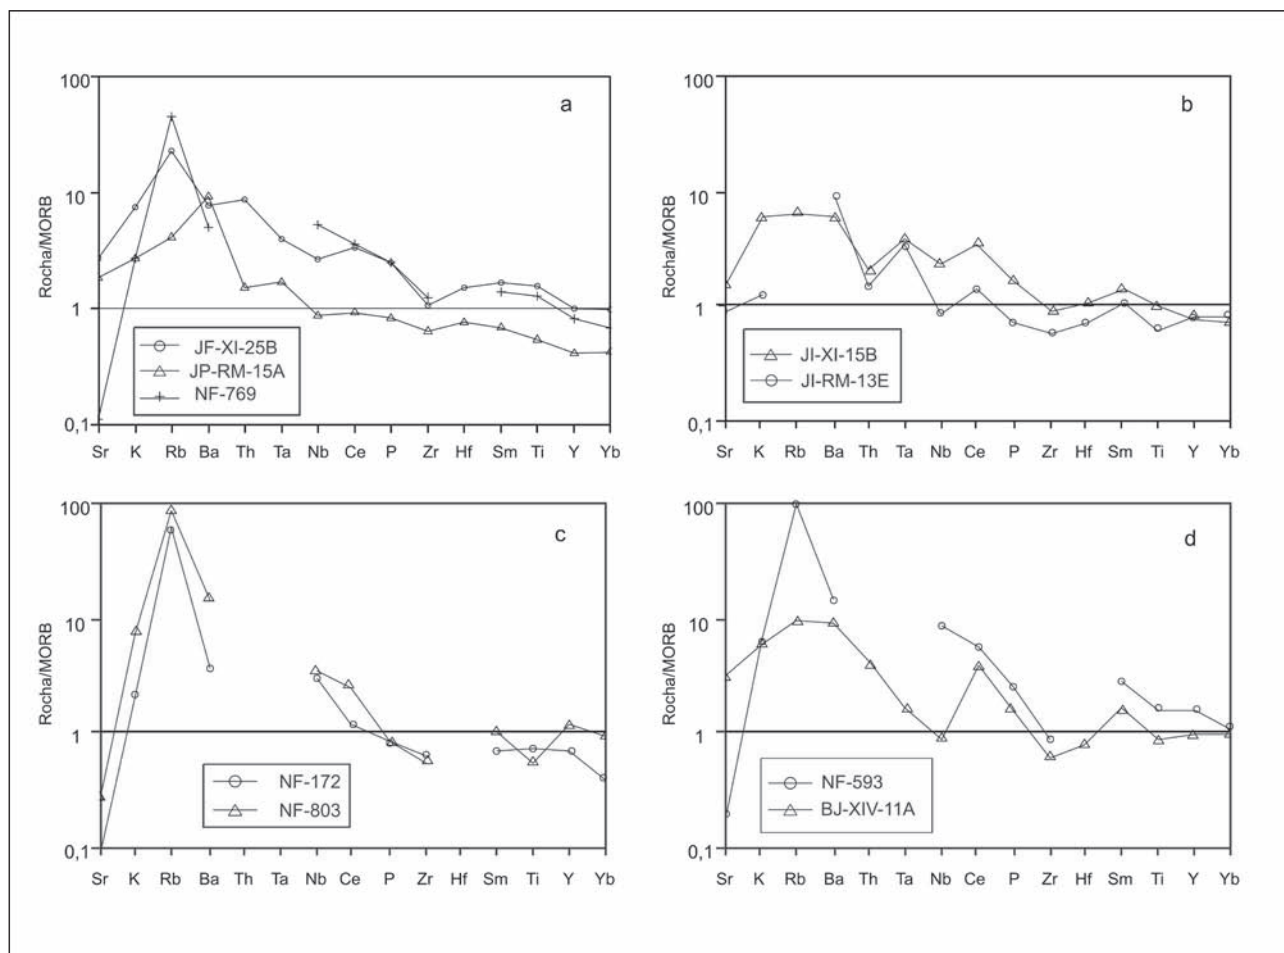 100
a
10
Rocha/MORB
1
JF-XI-25B
JP-RM-15A
NF-769
0,1
Sr K Rb Ba Th Ta Nb Ce P Zr Hf Sm Ti Y Yb
100
b
10
Rocha/MORB
1
JI-XI-15B
JI-RM-13E
0,1
Sr K Rb Ba Th Ta Nb Ce P Zr Hf Sm Ti Y Yb
100
c
10
Rocha/MORB
1
NF-172
NF-803
0,1
Sr K Rb Ba Th Ta Nb Ce P Zr Hf Sm Ti Y Yb
100
d
10
Rocha/MORB
1
NF-593
BJ-XIV-11A
0,1
Sr K Rb Ba Th Ta Nb Ce P Zr Hf Sm Ti Y Yb